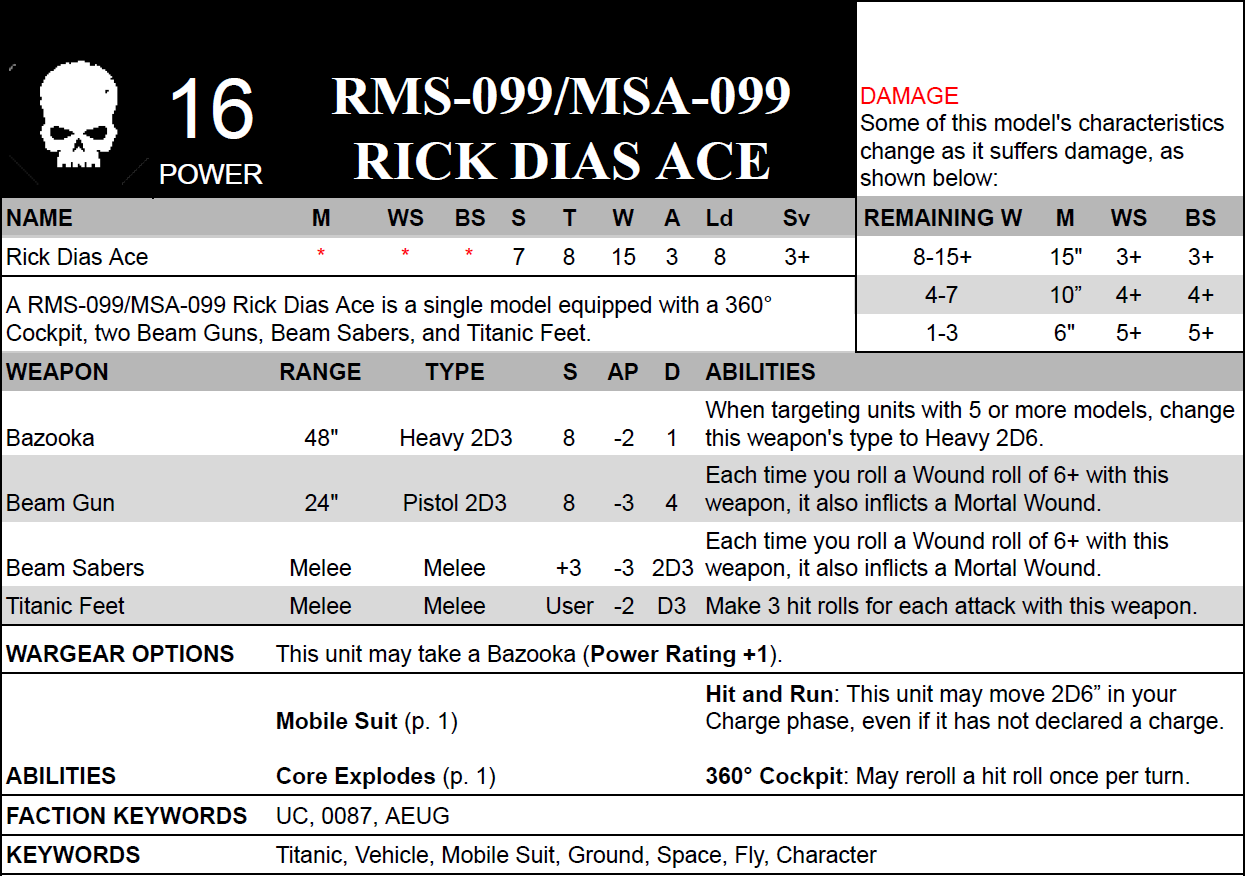 16
POWER
RMS-099/MSA-099
RICK DIAS ACE
DAMAGE
Some of this model's characteristics
change as it suffers damage, as
shown below:
NAME M WS BS S T W A Ld Sv
Rick Dias Ace * * * 7 8 15 3 8 3+
REMAINING W M WS BS
8-15+ 15" 3+ 3+
4-7 10” 4+ 4+
1-3 6" 5+ 5+
A RMS-099/MSA-099 Rick Dias Ace is a single model equipped with a 360°
Cockpit, two Beam Guns, Beam Sabers, and Titanic Feet.
WEAPON RANGE TYPE S AP D ABILITIES
When targeting units with 5 or more models, change
Bazooka 48" Heavy 2D3 8 -2 1 this weapon's type to Heavy 2D6.
Each time you roll a Wound roll of 6+ with this
Beam Gun 24" Pistol 2D3 8 -3 4 weapon, it also inflicts a Mortal Wound.
Each time you roll a Wound roll of 6+ with this
Beam Sabers Melee Melee +3 -3 2D3 weapon, it also inflicts a Mortal Wound.
Titanic Feet Melee Melee User -2 D3 Make 3 hit rolls for each attack with this weapon.
WARGEAR OPTIONS This unit may take a Bazooka (Power Rating +1).
ABILITIES
Mobile Suit (p. 1)
Core Explodes (p. 1)
Hit and Run: This unit may move 2D6” in your
Charge phase, even if it has not declared a charge.
360° Cockpit: May reroll a hit roll once per turn.
FACTION KEYWORDS UC, 0087, AEUG
KEYWORDS Titanic, Vehicle, Mobile Suit, Ground, Space, Fly, Character